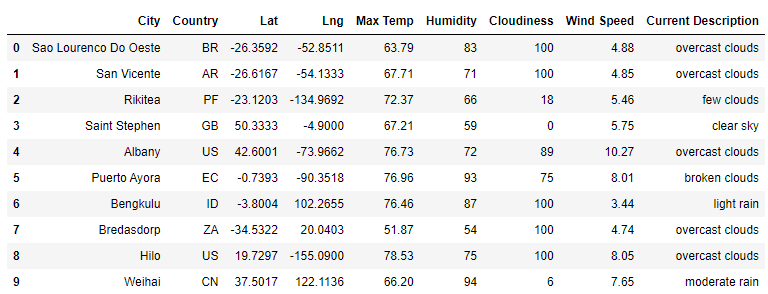 City Country Lat Lng Max Temp Humidity Cloudiness Wind Speed Current Description
0 Sao Lourenco Do Oeste BR -26.3592 -52.8511 63.79 83 100 4.88 overcast clouds
1 San Vicente AR -26.6167 -54.1333 67.71 71 100 4.85 overcast clouds
2 Rikitea PF -23.1203 -134.9692 72.37 66 18 5.46 few clouds
3 Saint Stephen GB 50.3333 -4.9000 67.21 59 0 5.75 clear sky
4 Albany US 42.6001 -73.9662 76.73 72 89 10.27 overcast clouds
5 Puerto Ayora EC -0.7393 -90.3518 76.96 93 75 8.01 broken clouds
6 Bengkulu ID -3.8004 102.2655 76.46 87 100 3.44 light rain
7 Bredasdorp ZA -34.5322 20.0403 51.87 54 100 4.74 overcast clouds
8 Hilo US 19.7297 -155.0900 78.53 75 100 8.05 overcast clouds
9 Weihai CN 37.5017 122.1136 66.20 94 6 7.65 moderate rain